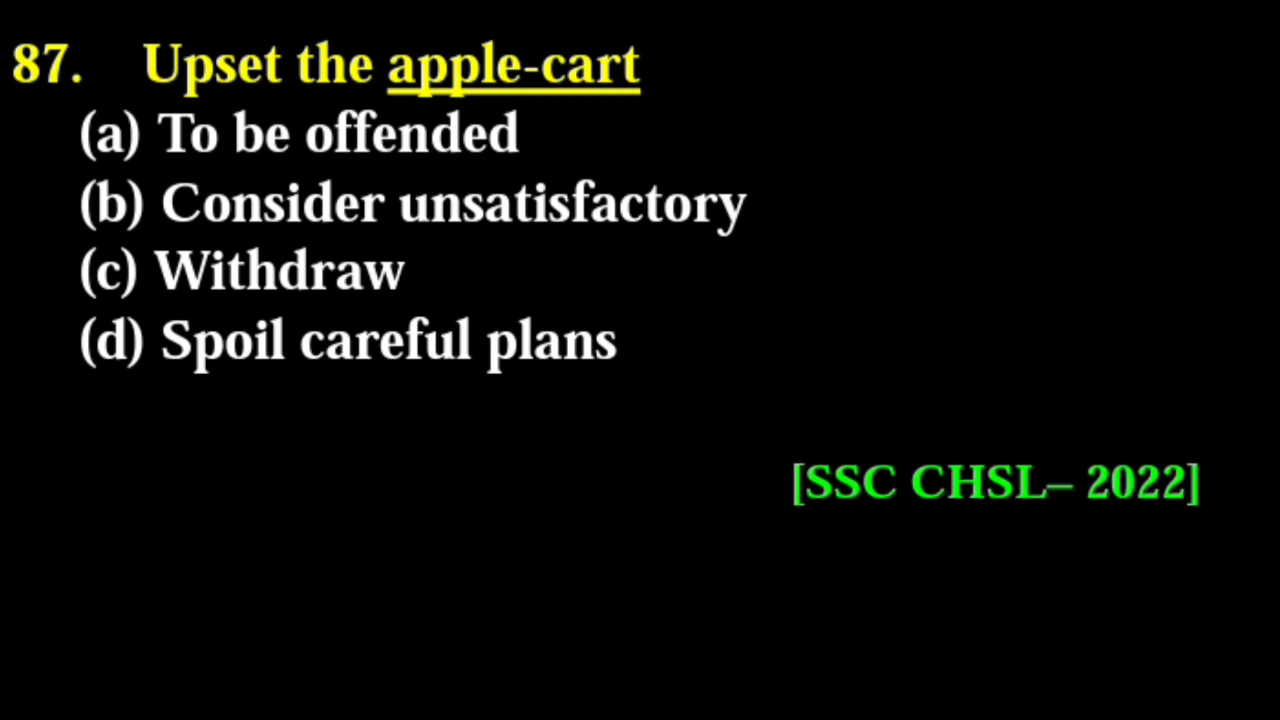 87. Upset the apple-cart
(a) To be offended
(b) Consider unsatisfactory
(c) Withdraw
(d) Spoil careful plans
[SSC CHSL– 2022]